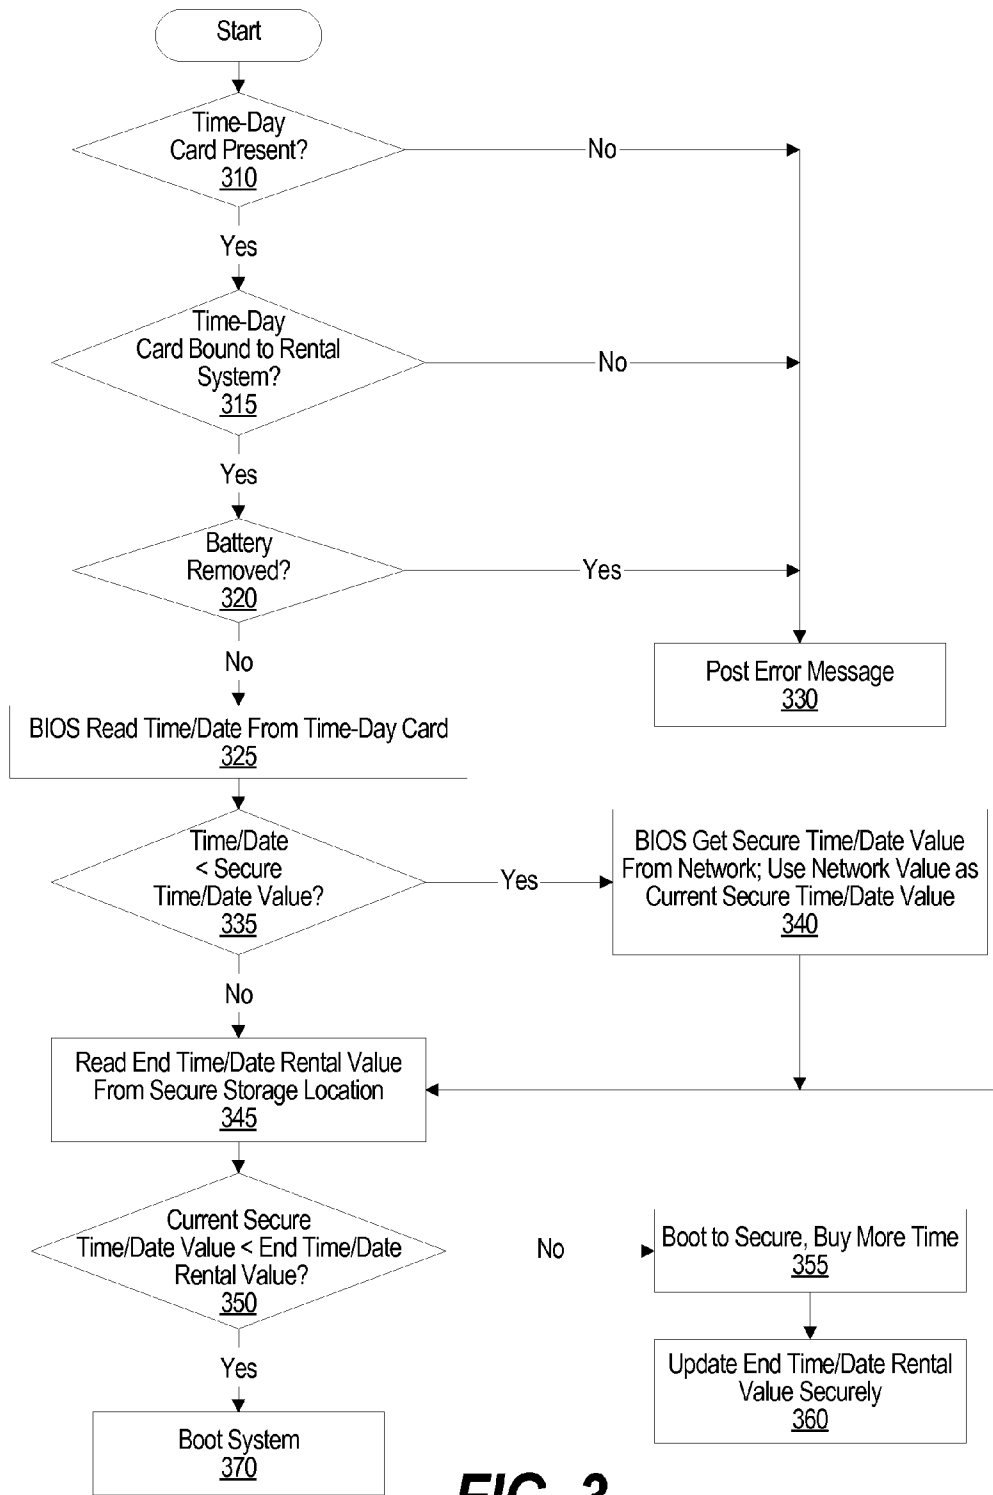 Start
Time-Day
Card Present?
310
No
Yes
Time-Day
Card Bound to Rental
System?
315
No
Yes
Battery
Removed?
320
Yes
No
Post Error Message
330
BIOS Read Time/Date From Time-Day Card
325
Time/Date
< Secure
Time/Date Value?
335
Yes
BIOS Get Secure Time/Date Value
From Network; Use Network Value as
Current Secure Time/Date Value
340
No
Read End Time/Date Rental Value
From Secure Storage Location
345
Current Secure
Time/Date Value < End Time/Date
Rental Value?
350
No
Boot to Secure, Buy More Time
355
Yes
Update End Time/Date Rental
Value Securely
360
Boot System
370
FIG. 3